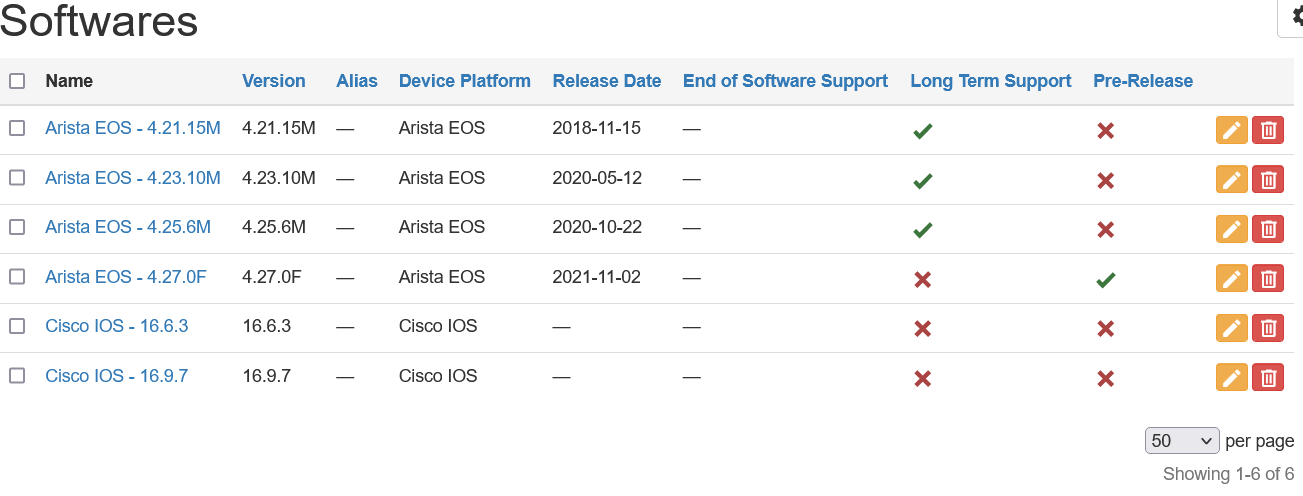 Softwares
Name Version Alias Device Platform Release Date End of Software Support Long Term Support Pre-Release
Arista EOS - 4.21.15M 4.21.15M — Arista EOS 2018-11-15 —
Arista EOS - 4.23.10M 4.23.10M — Arista EOS 2020-05-12 —
Arista EOS - 4.25.6M 4.25.6M — Arista EOS 2020-10-22 —
Arista EOS - 4.27.0F 4.27.0F — Arista EOS 2021-11-02 —
Cisco IOS - 16.6.3 16.6.3 — Cisco IOS — —
Cisco IOS - 16.9.7 16.9.7 — Cisco IOS — —
50 per page
Showing 1-6 of 6